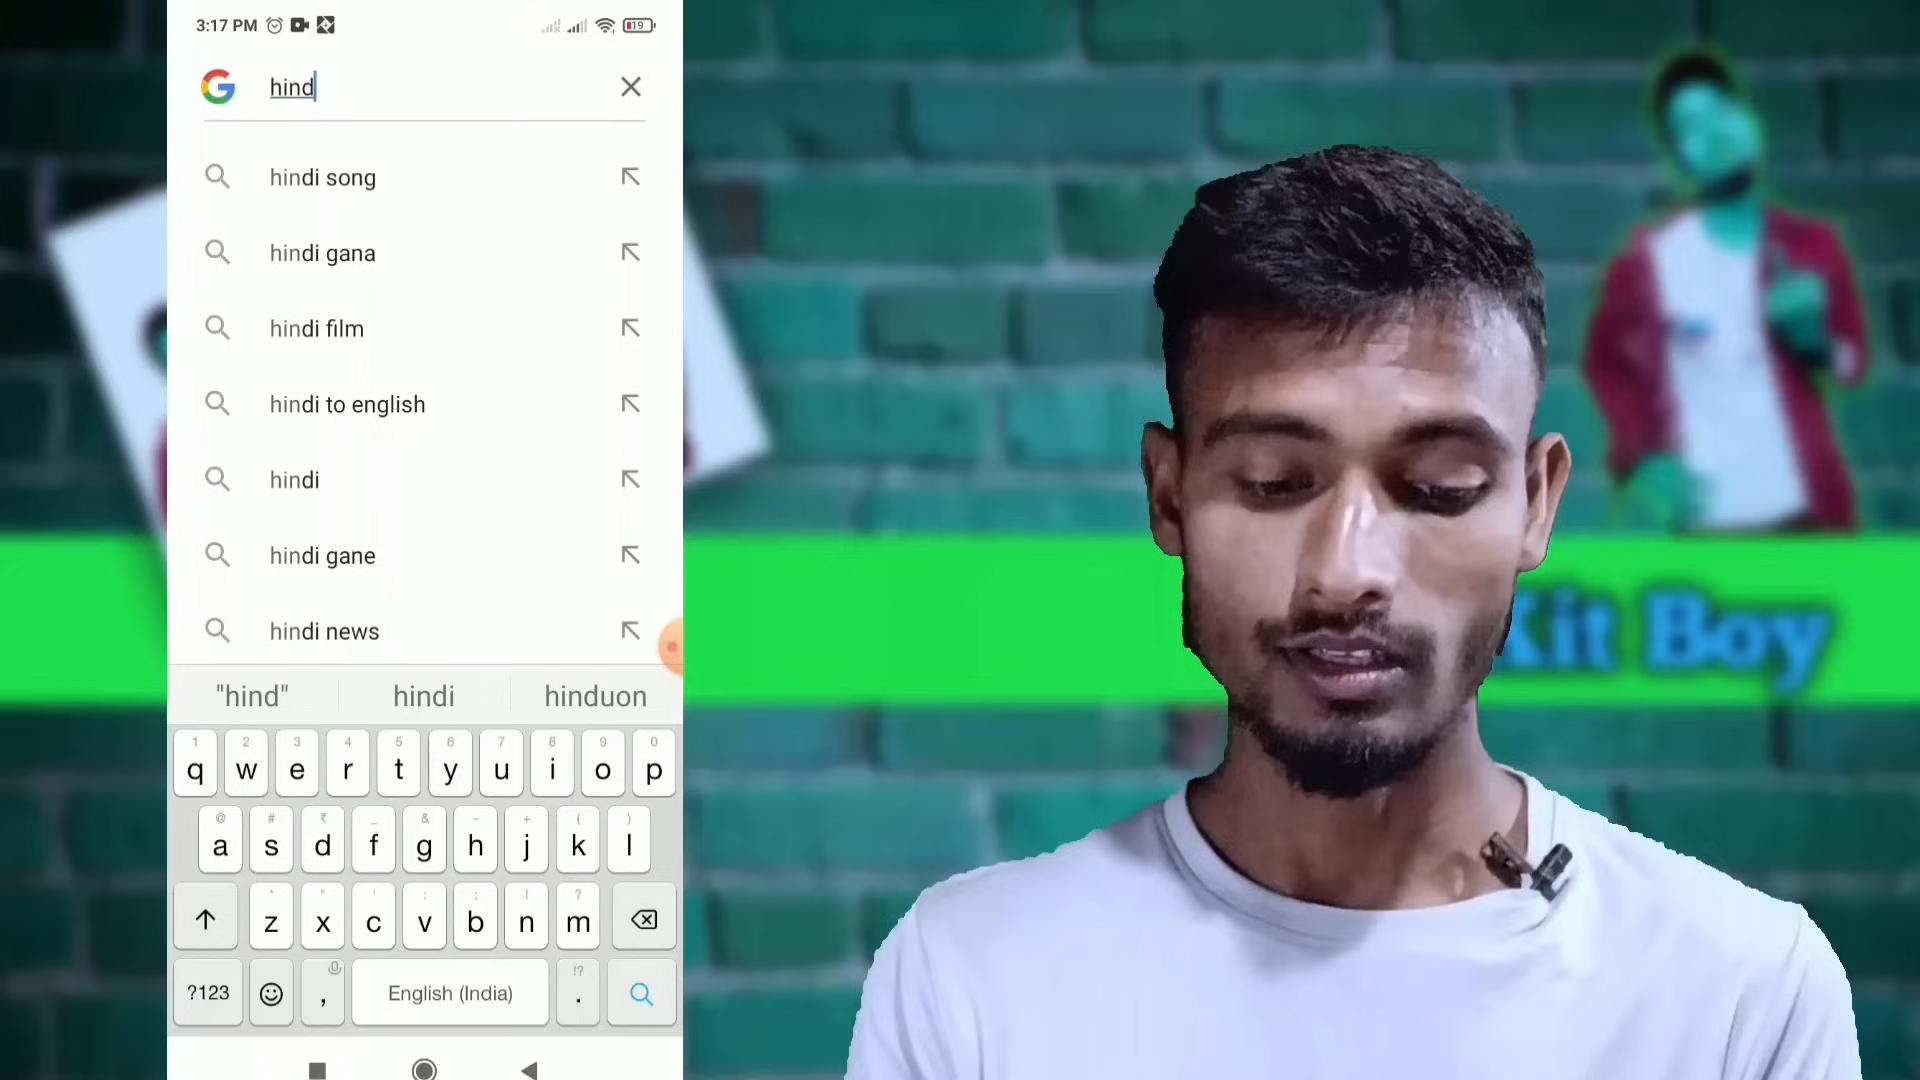 3:17 PM
19
hind
hindi song
hindi gana
hindi film
hindi to english
hindi
hindi gane
hindi news
"hind" hindi hinduon
1 2 3 4 5 6 7 8 9 0
q w e r t y u i o p
@ # ₹ _ & - + ( )
a s d f g h j k l
* " ' : ; ! ?
z x c v b n m
?123 , English (India) !? .
Kit Boy